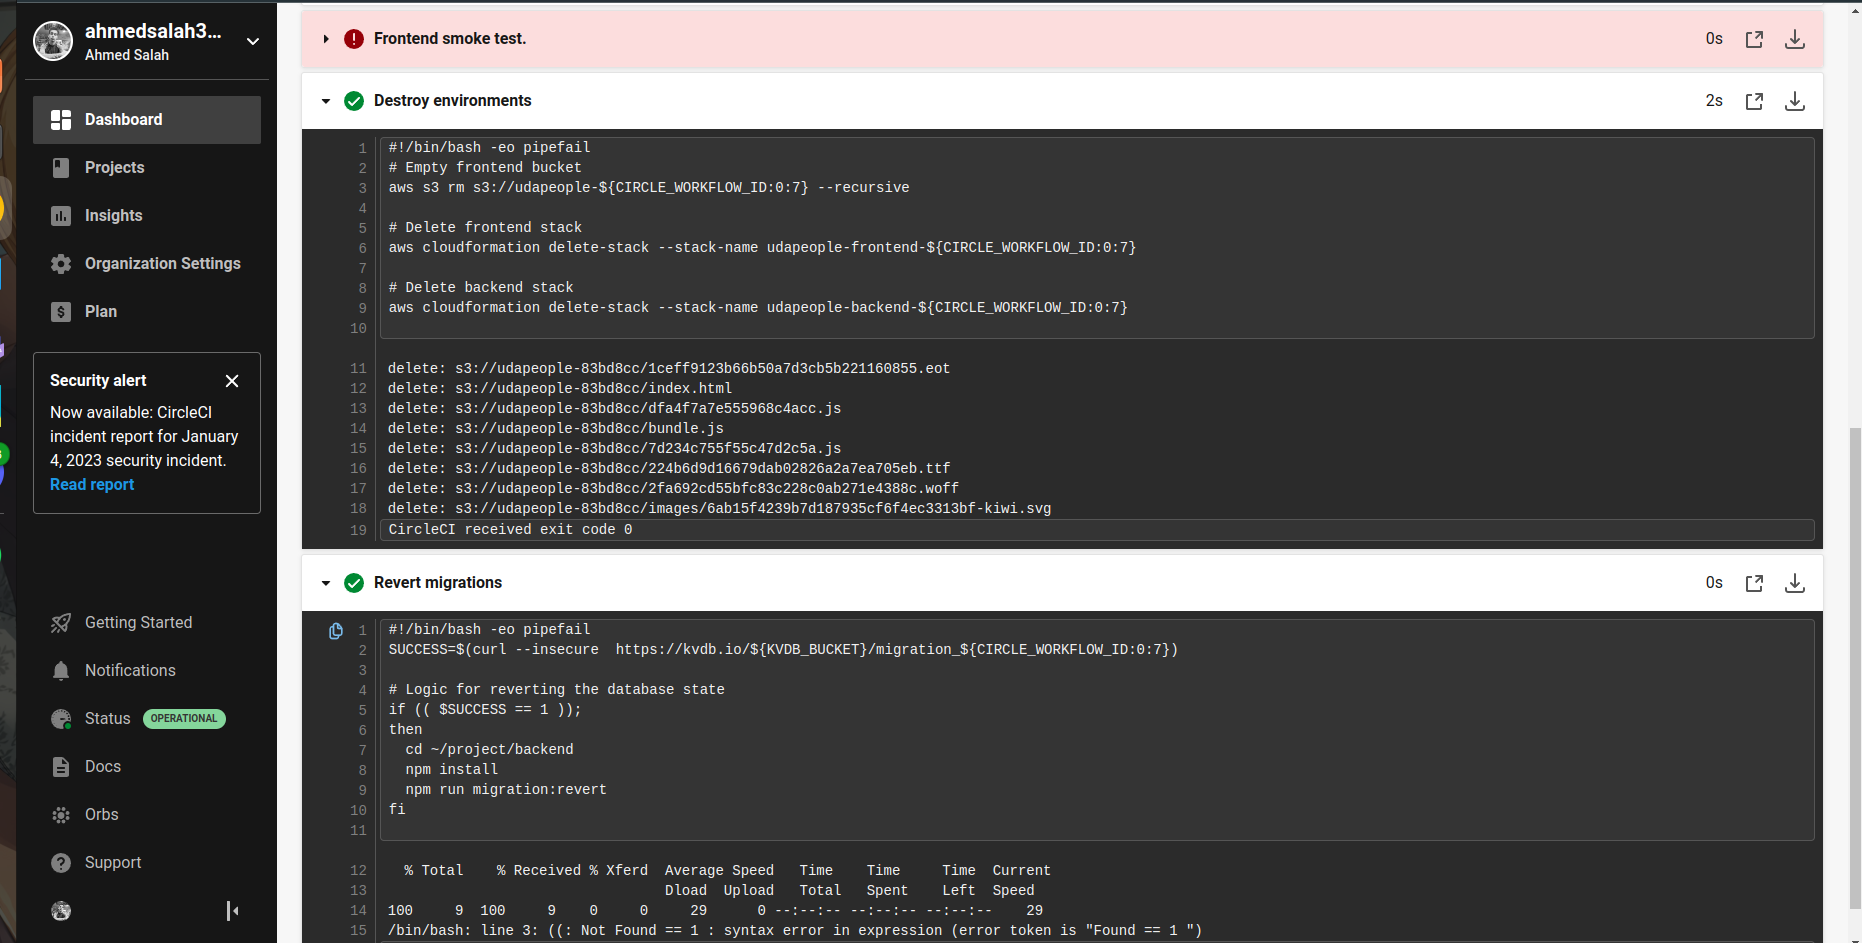 ahmedsalah3...
Ahmed Salah
Dashboard
Projects
Insights
Organization Settings
Plan
Security alert
Now available: CircleCI
incident report for January
4, 2023 security incident.
Read report
Getting Started
Notifications
Status OPERATIONAL
Docs
Orbs
Support
Frontend smoke test. 0s
Destroy environments 2s
1 #!/bin/bash -eo pipefail
2 # Empty frontend bucket
3 aws s3 rm s3://udapeople-${CIRCLE_WORKFLOW_ID:0:7} --recursive
4
5 # Delete frontend stack
6 aws cloudformation delete-stack --stack-name udapeople-frontend-${CIRCLE_WORKFLOW_ID:0:7}
7
8 # Delete backend stack
9 aws cloudformation delete-stack --stack-name udapeople-backend-${CIRCLE_WORKFLOW_ID:0:7}
10
11 delete: s3://udapeople-83bd8cc/1ceff9123b66b50a7d3cb5b221160855.eot
12 delete: s3://udapeople-83bd8cc/index.html
13 delete: s3://udapeople-83bd8cc/dfa4f7a7e555968c4acc.js
14 delete: s3://udapeople-83bd8cc/bundle.js
15 delete: s3://udapeople-83bd8cc/7d234c755f55c47d2c5a.js
16 delete: s3://udapeople-83bd8cc/224b6d9d16679dab02826a2a7ea705eb.ttf
17 delete: s3://udapeople-83bd8cc/2fa692cd55bfc83c228c0ab271e4388c.woff
18 delete: s3://udapeople-83bd8cc/images/6ab15f4239b7d187935cf6f4ec3313bf-kiwi.svg
19 CircleCI received exit code 0
Revert migrations 0s
1 #!/bin/bash -eo pipefail
2 SUCCESS=$(curl --insecure  https://kvdb.io/${KVDB_BUCKET}/migration_${CIRCLE_WORKFLOW_ID:0:7})
3
4 # Logic for reverting the database state
5 if (( $SUCCESS == 1 ));
6 then
7   cd ~/project/backend
8   npm install
9   npm run migration:revert
10 fi
11
12   % Total    % Received % Xferd  Average Speed   Time    Time     Time  Current
13                                  Dload  Upload   Total   Spent    Left  Speed
14 100     9  100     9    0     0     29      0 --:--:-- --:--:-- --:--:--    29
15 /bin/bash: line 3: ((: Not Found == 1 : syntax error in expression (error token is "Found == 1 ")